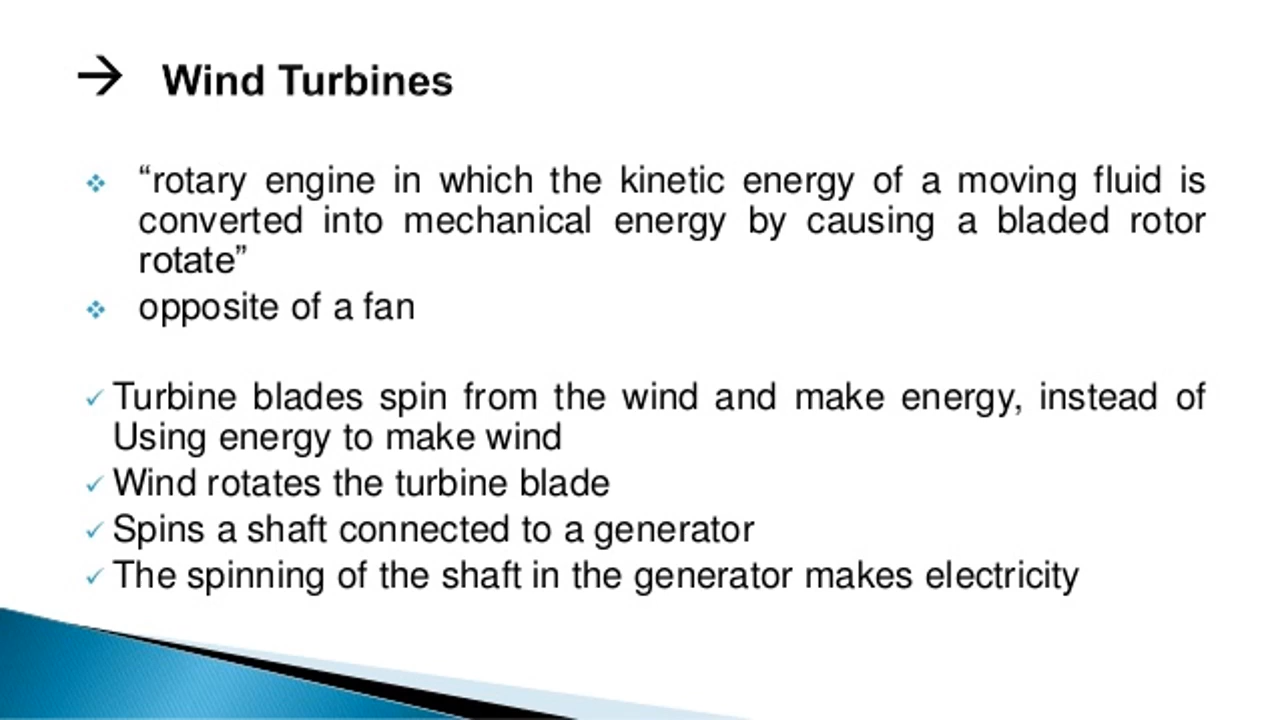 → Wind Turbines
❖ “rotary engine in which the kinetic energy of a moving fluid is
converted into mechanical energy by causing a bladed rotor
rotate”
❖ opposite of a fan
✓ Turbine blades spin from the wind and make energy, instead of
Using energy to make wind
✓ Wind rotates the turbine blade
✓ Spins a shaft connected to a generator
✓ The spinning of the shaft in the generator makes electricity